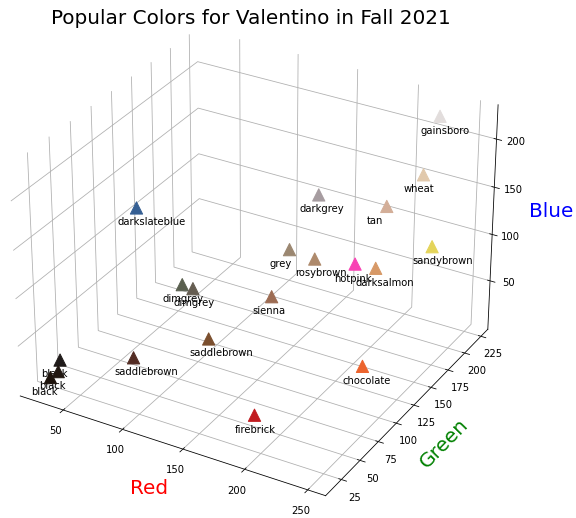 Popular Colors for Valentino in Fall 2021
gainsboro
wheat
darkgrey
tan
darkslateblue
sandybrown
grey
rosybrown
hotpink
darksalmon
dimgrey
dimgrey
sienna
saddlebrown
saddlebrown
chocolate
black
black
black
firebrick
200
150
100
50
Blue
225
200
175
150
125
100
75
50
25
Green
50
100
150
200
250
Red